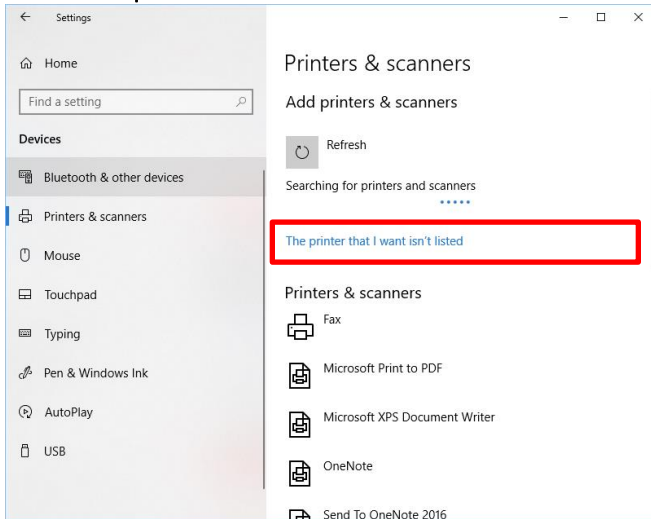 Settings
Home
Find a setting
Devices
Bluetooth & other devices
Printers & scanners
Mouse
Touchpad
Typing
Pen & Windows Ink
AutoPlay
USB
Printers & scanners
Add printers & scanners
Refresh
Searching for printers and scanners
The printer that I want isn't listed
Printers & scanners
Fax
Microsoft Print to PDF
Microsoft XPS Document Writer
OneNote
Send To OneNote 2016